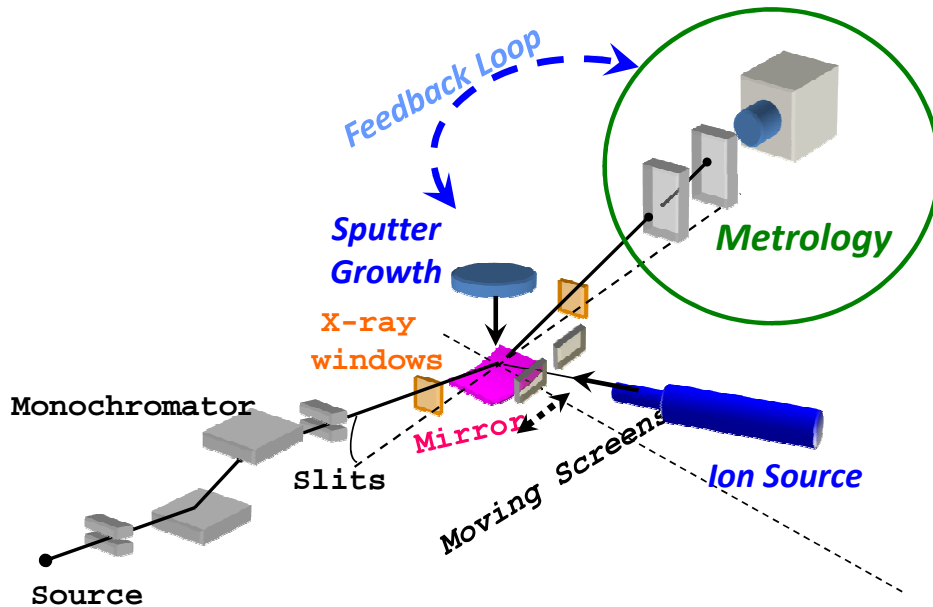 Feedback Loop
Metrology
Sputter
Growth
X-ray
windows
Monochromator
Mirror
Slits
Moving Screens
Ion Source
Source